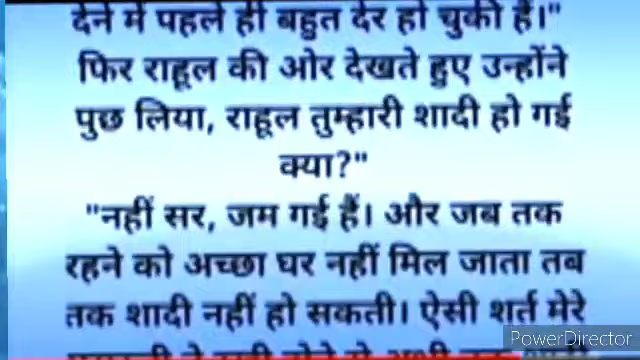 देने में पहले ही बहुत देर हो चुकी है।"
फिर राहूल की ओर देखते हुए उन्होंने
पुछ लिया, राहूल तुम्हारी शादी हो गई
क्या?"
"नहीं सर, जम गई हैं। और जब तक
रहने को अच्छा घर नहीं मिल जाता तब
तक शादी नहीं हो सकती। ऐसी शर्त मेरे
PowerDirector